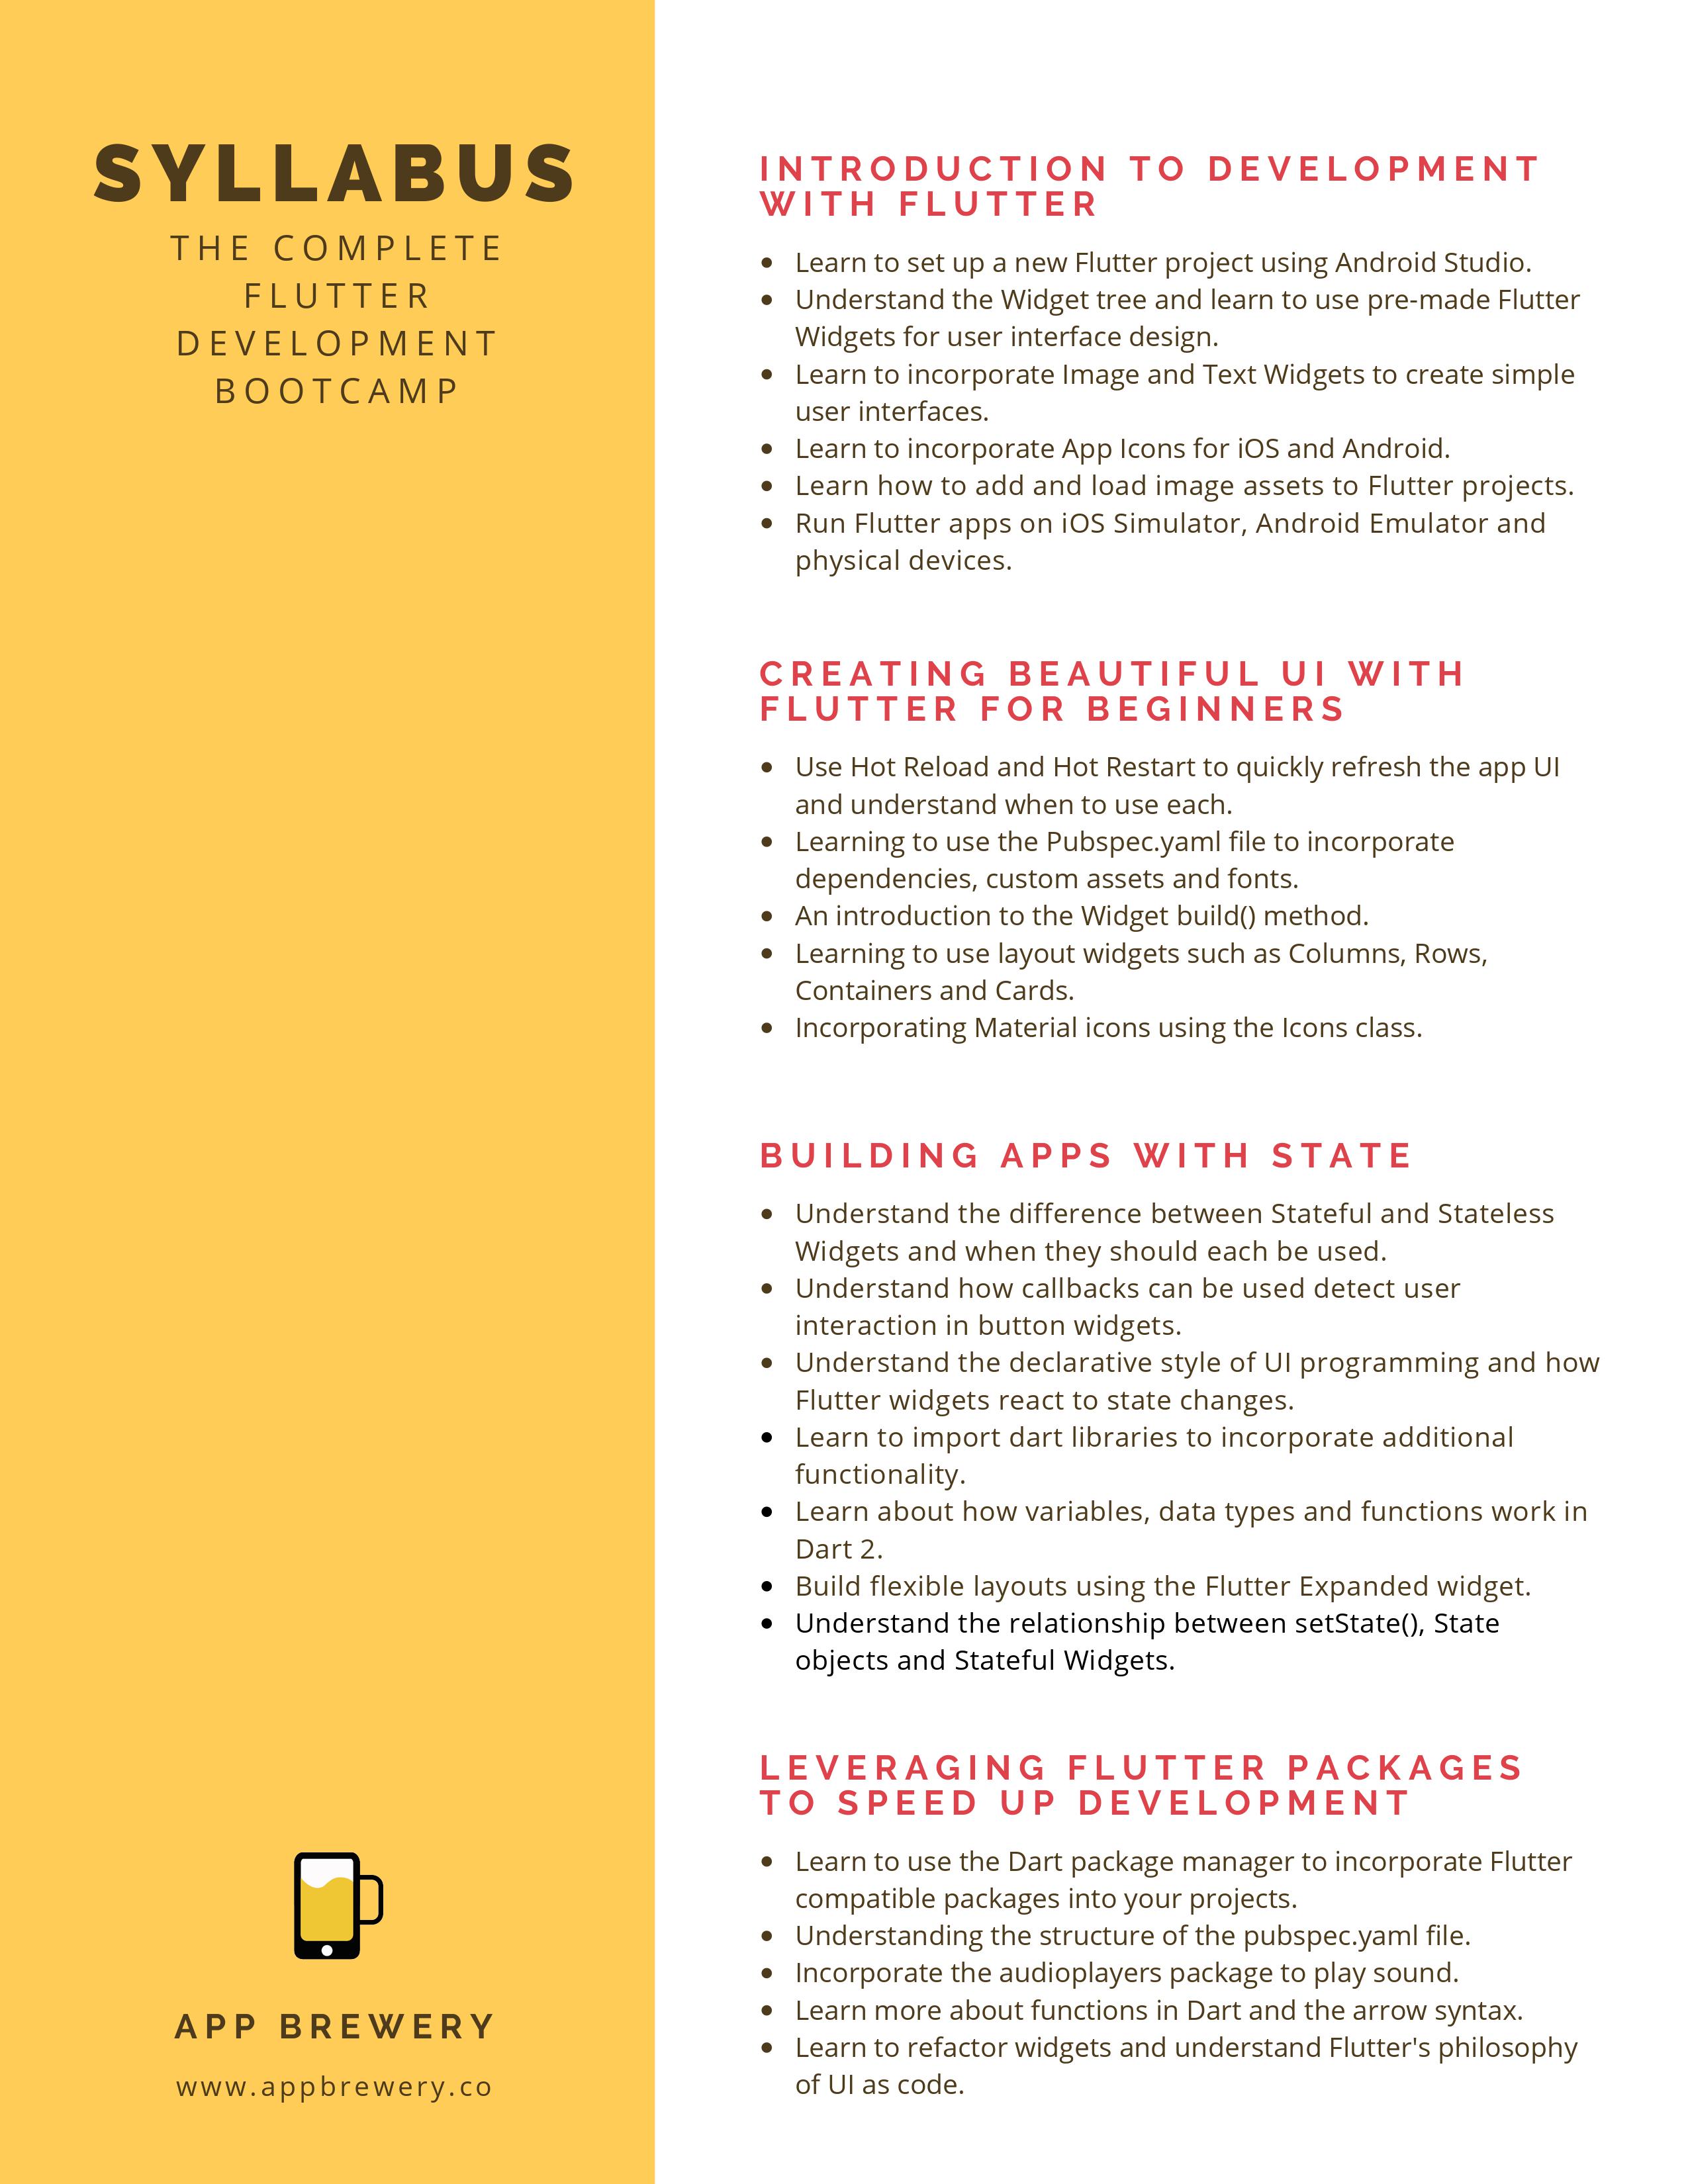 SYLLABUS
THE COMPLETE
FLUTTER
DEVELOPMENT
BOOTCAMP
APP BREWERY
www.appbrewery.co
INTRODUCTION TO DEVELOPMENT
WITH FLUTTER
• Learn to set up a new Flutter project using Android Studio.
• Understand the Widget tree and learn to use pre-made Flutter
Widgets for user interface design.
• Learn to incorporate Image and Text Widgets to create simple
user interfaces.
• Learn to incorporate App Icons for iOS and Android.
• Learn how to add and load image assets to Flutter projects.
• Run Flutter apps on iOS Simulator, Android Emulator and
physical devices.
CREATING BEAUTIFUL UI WITH
FLUTTER FOR BEGINNERS
• Use Hot Reload and Hot Restart to quickly refresh the app UI
and understand when to use each.
• Learning to use the Pubspec.yaml file to incorporate
dependencies, custom assets and fonts.
• An introduction to the Widget build() method.
• Learning to use layout widgets such as Columns, Rows,
Containers and Cards.
• Incorporating Material icons using the Icons class.
BUILDING APPS WITH STATE
• Understand the difference between Stateful and Stateless
Widgets and when they should each be used.
• Understand how callbacks can be used detect user
interaction in button widgets.
• Understand the declarative style of UI programming and how
Flutter widgets react to state changes.
• Learn to import dart libraries to incorporate additional
functionality.
• Learn about how variables, data types and functions work in
Dart 2.
• Build flexible layouts using the Flutter Expanded widget.
• Understand the relationship between setState(), State
objects and Stateful Widgets.
LEVERAGING FLUTTER PACKAGES
TO SPEED UP DEVELOPMENT
• Learn to use the Dart package manager to incorporate Flutter
compatible packages into your projects.
• Understanding the structure of the pubspec.yaml file.
• Incorporate the audioplayers package to play sound.
• Learn more about functions in Dart and the arrow syntax.
• Learn to refactor widgets and understand Flutter's philosophy
of UI as code.